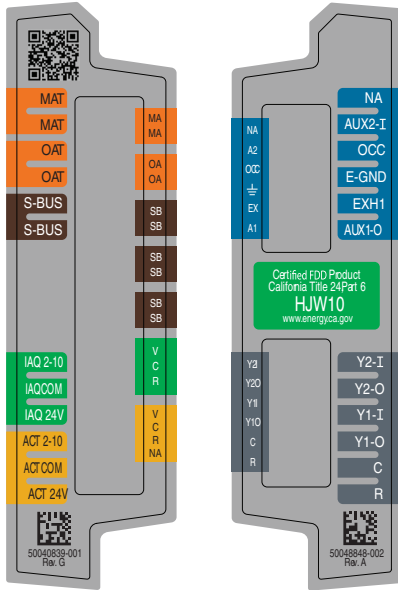 MAT
MAT
OAT
OAT
S-BUS
S-BUS
IAQ 2-10
IAQCOM
IAQ 24V
ACT 2-10
ACTCOM
ACT 24V
50040839-001
Rev. G
MA
MA
OA
OA
SB
SB
SB
SB
SB
SB
V
C
R
V
C
R
NA
NA
A2
OCC
EX
A1
Certified FDD Product
California Title 24Part 6
HJW10
www.energyca.gov
Y2I
Y2O
Y1I
Y1O
C
R
NA
AUX2-I
OCC
E-GND
EXH1
AUX1-O
Y2-I
Y2-O
Y1-I
Y1-O
C
R
50048848-002
Rev. A